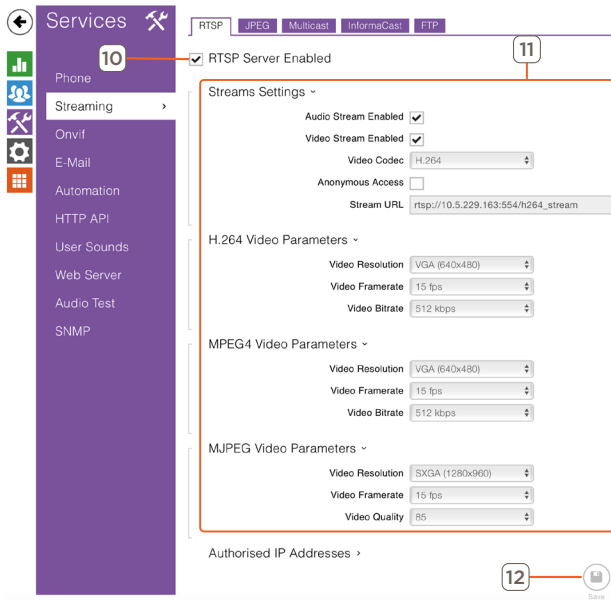 Services
RTSP JPEG Multicast InformaCast FTP
10
RTSP Server Enabled
11
Phone
Streaming ›
Onvif
E-Mail
Automation
HTTP API
User Sounds
Web Server
Audio Test
SNMP
Streams Settings
Audio Stream Enabled
Video Stream Enabled
Video Codec H.264
Anonymous Access
Stream URL rtsp://10.5.229.163:554/h264_stream
H.264 Video Parameters
Video Resolution VGA (640x480)
Video Framerate 15 fps
Video Bitrate 512 kbps
MPEG4 Video Parameters
Video Resolution VGA (640x480)
Video Framerate 15 fps
Video Bitrate 512 kbps
MJPEG Video Parameters
Video Resolution SXGA (1280x960)
Video Framerate 15 fps
Video Quality 85
Authorised IP Addresses ›
12
Save